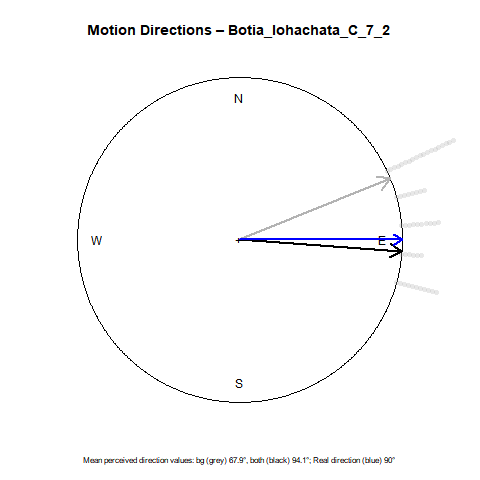 Motion Directions – Botia_lohachata_C_7_2
N
W
E
S
Mean perceived direction values: bg (grey) 67.9°, both (black) 94.1°; Real direction (blue) 90°